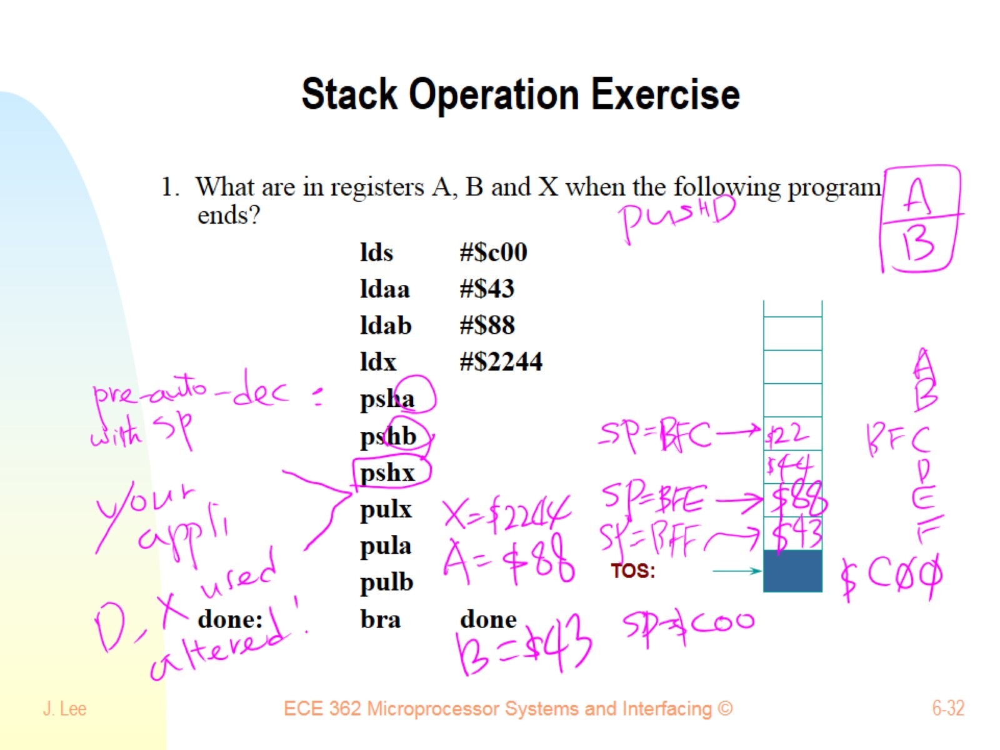 Stack Operation Exercise
1. What are in registers A, B and X when the following program
ends?
pushD
A
B
lds #$c00
ldaa #$43
ldab #$88
ldx #$2244
psha
pshb
pshx
pulx
pula
pulb
done: bra done
pre-auto-dec :
with SP
Your
appli
D, X used
altered!
X=$2244
A=$88
B=$43
SP=BFC
SP=BFE
SP=BFF
TOS:
SP=$C00
$22
$44
$88
$43
A
B
BFC
D
E
F
$C00
J. Lee
ECE 362 Microprocessor Systems and Interfacing ©
6-32